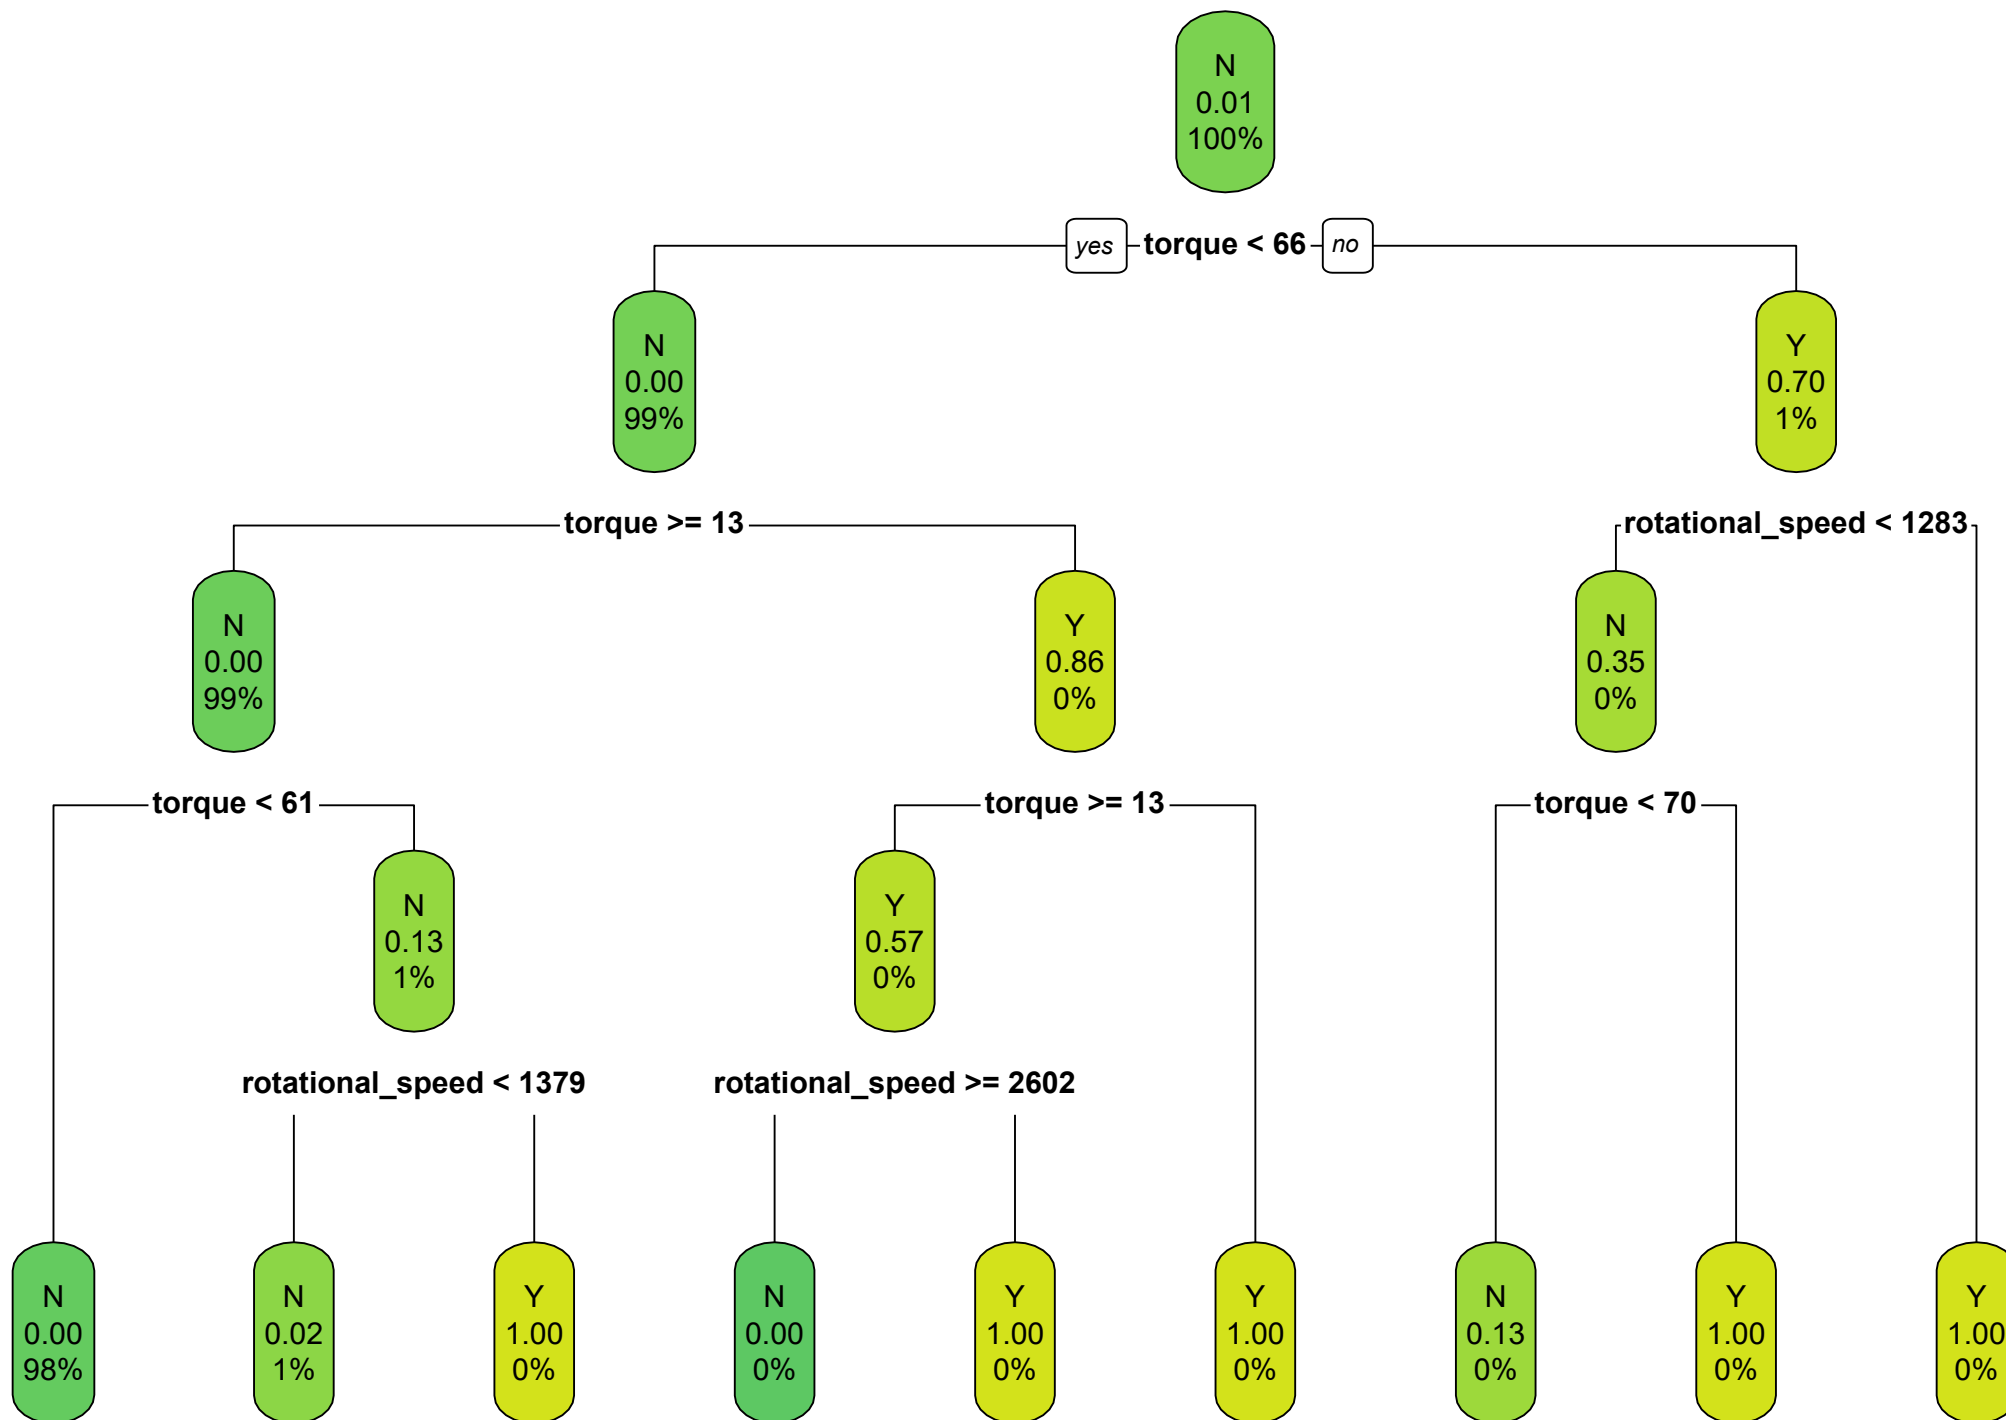 N
0.01
100%
yes torque < 66 no
N
0.00
99%
Y
0.70
1%
torque >= 13
rotational_speed < 1283
N
0.00
99%
Y
0.86
0%
N
0.35
0%
torque < 61
torque >= 13
torque < 70
N
0.13
1%
Y
0.57
0%
rotational_speed < 1379
rotational_speed >= 2602
N
0.00
98%
N
0.02
1%
Y
1.00
0%
N
0.00
0%
Y
1.00
0%
Y
1.00
0%
N
0.13
0%
Y
1.00
0%
Y
1.00
0%